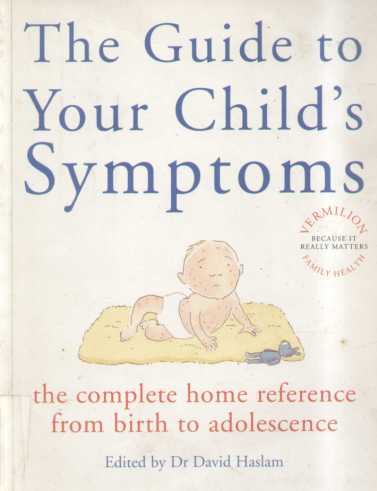 The Guide to
Your Child's
Symptoms
VERMILION
BECAUSE IT
REALLY MATTERS
FAMILY HEALTH
the complete home reference
from birth to adolescence
Edited by Dr David Haslam